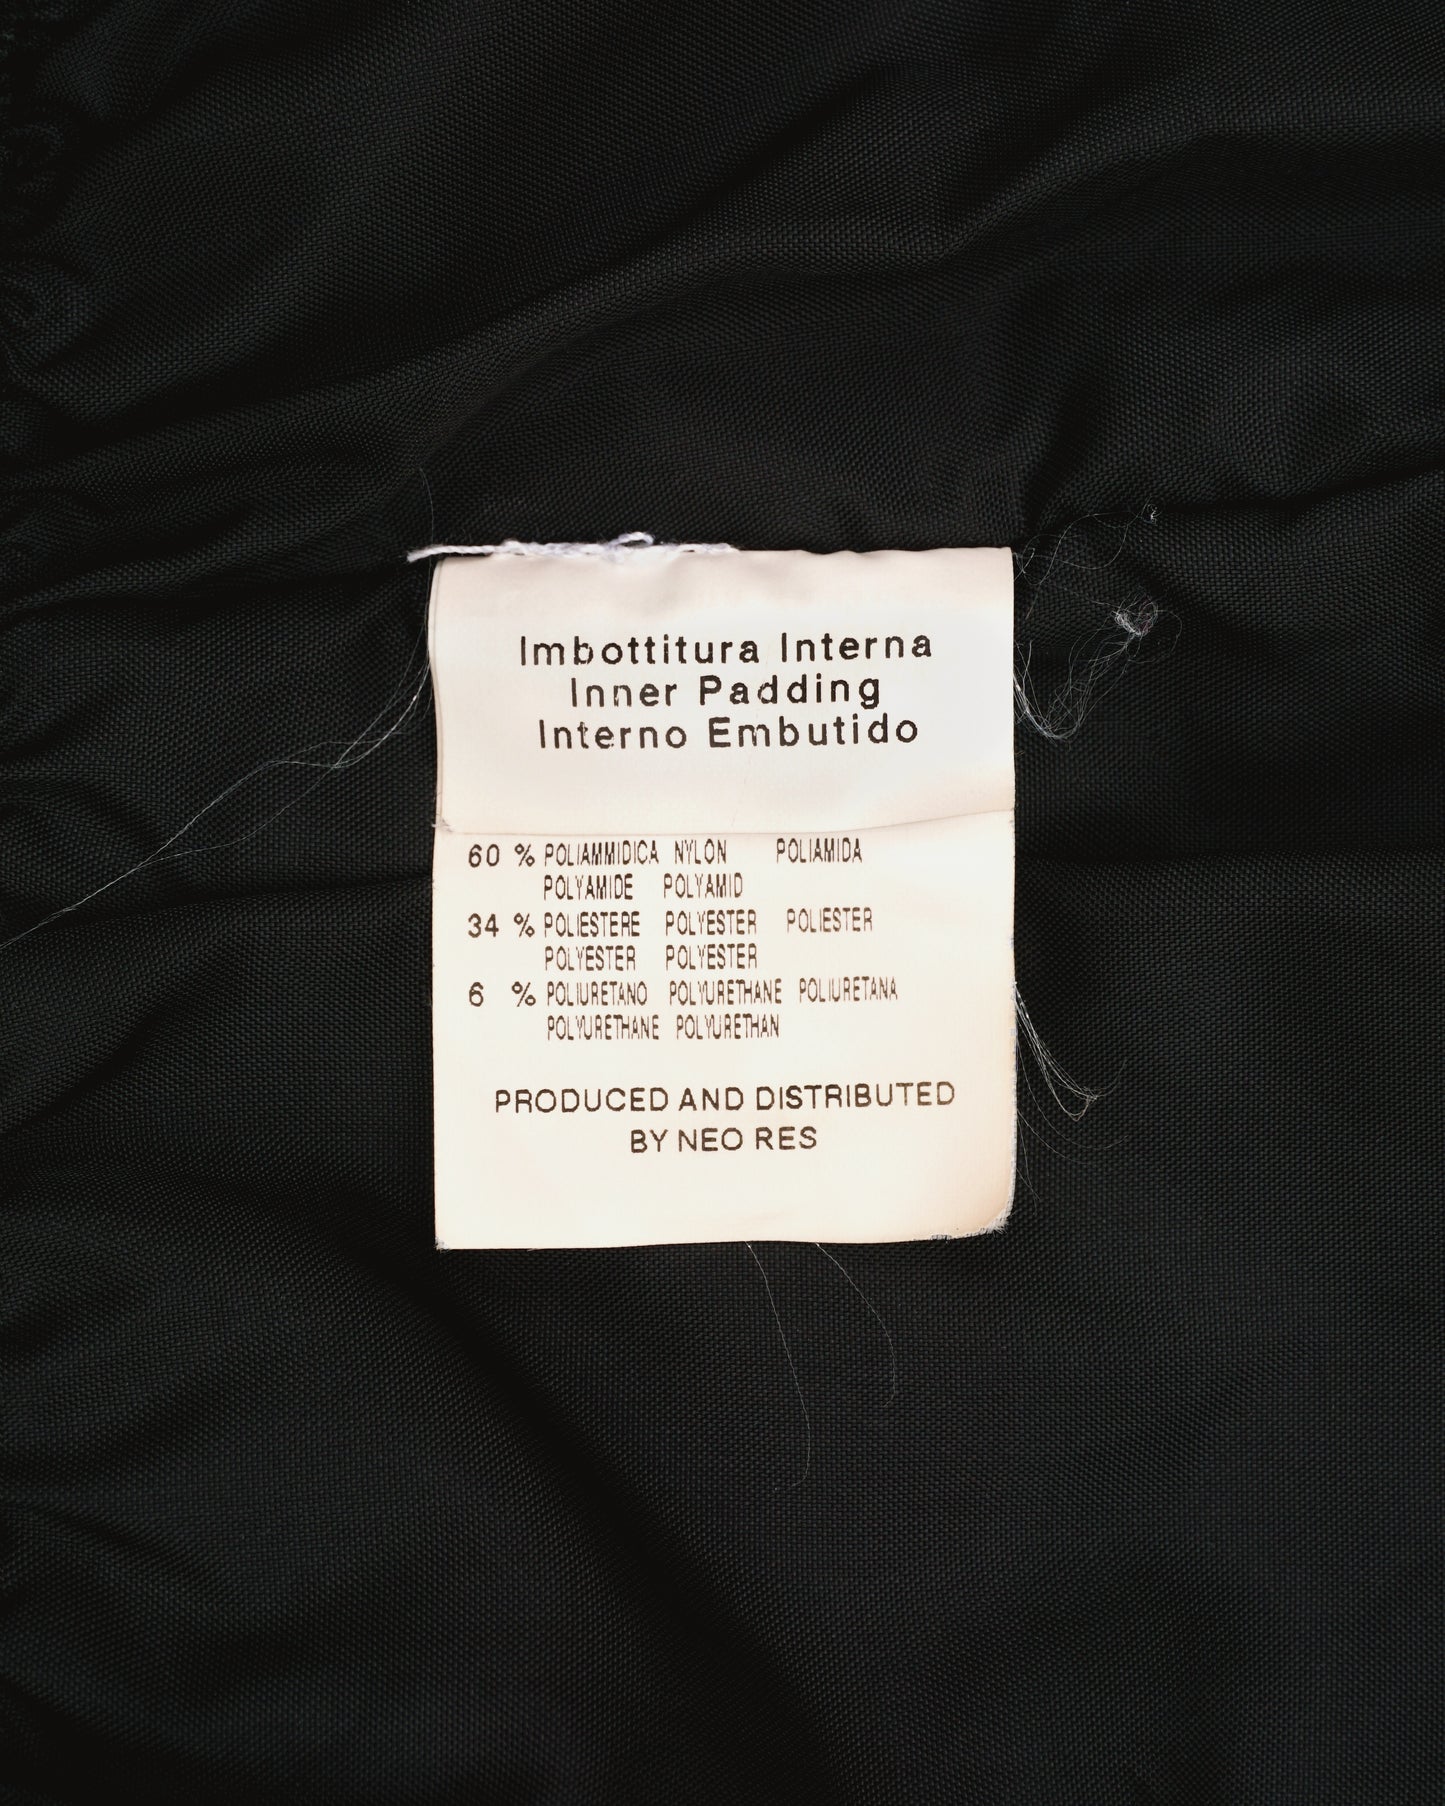 Imbottitura Interna
Inner Padding
Interno Embutido
60 % POLIAMMIDICA NYLON POLIAMIDA
POLYAMIDE POLYAMID
34 % POLIESTERE POLYESTER POLIESTER
POLYESTER POLYESTER
6 % POLIURETANO POLYURETHANE POLIURETANA
POLYURETHANE POLYURETHAN
PRODUCED AND DISTRIBUTED
BY NEO RES